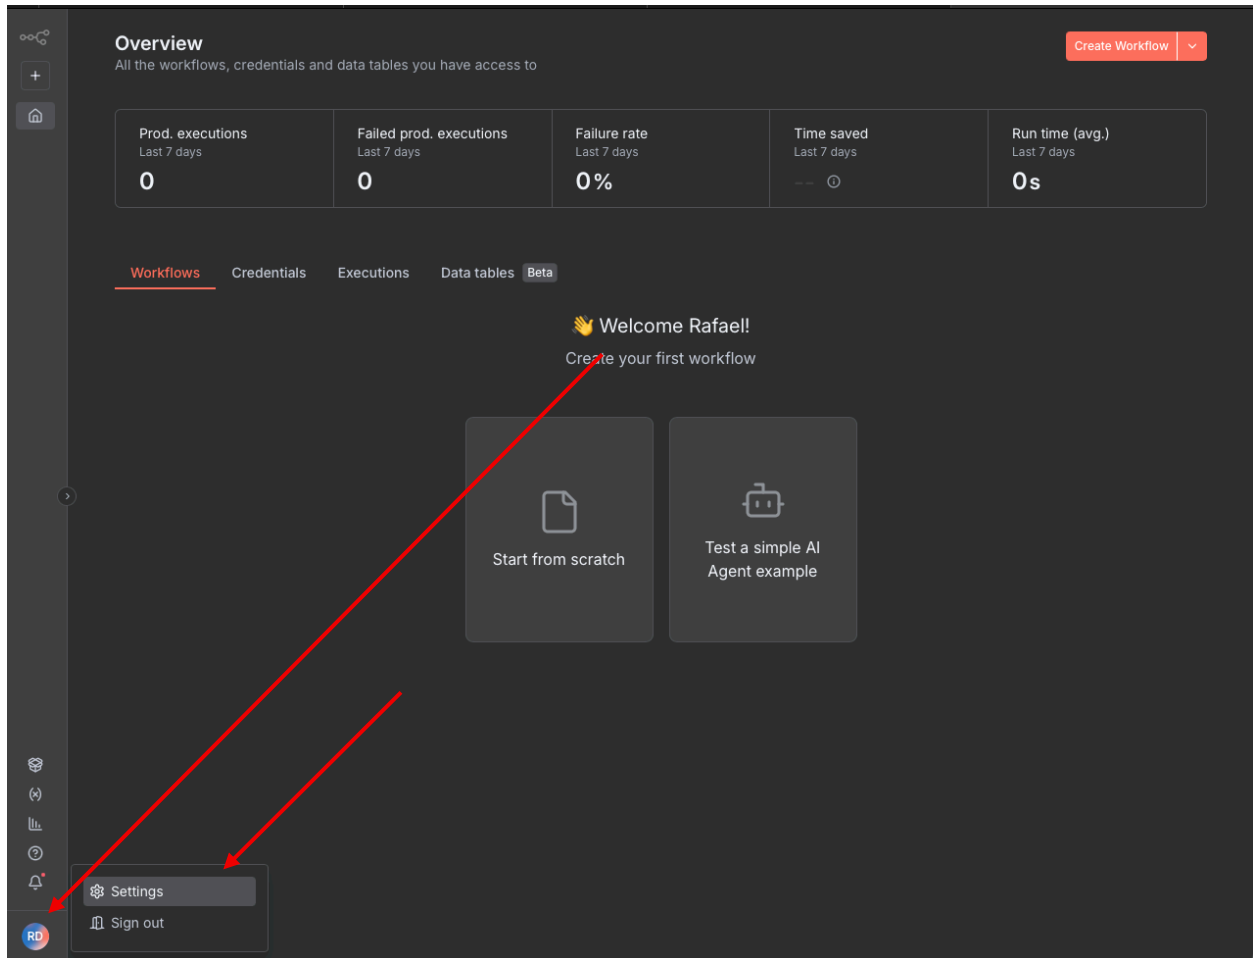 Overview
All the workflows, credentials and data tables you have access to
Create Workflow
Prod. executions
Last 7 days
0
Failed prod. executions
Last 7 days
0
Failure rate
Last 7 days
0%
Time saved
Last 7 days
--
Run time (avg.)
Last 7 days
0s
Workflows Credentials Executions Data tables Beta
👋 Welcome Rafael!
Create your first workflow
Start from scratch
Test a simple AI
Agent example
Settings
Sign out
RD